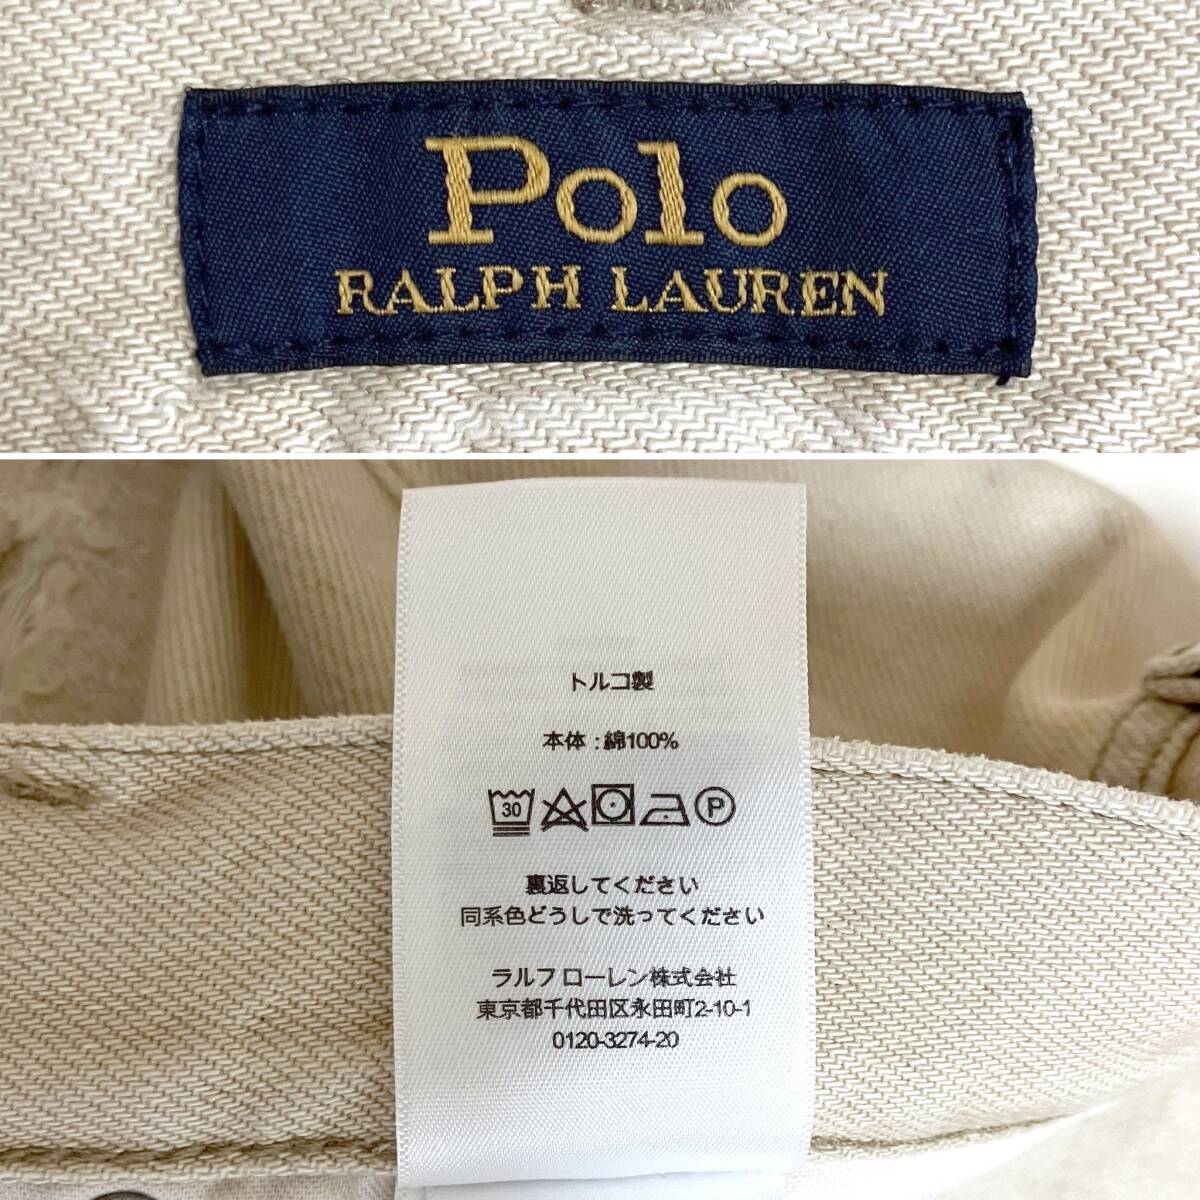 Polo
RALPH LAUREN
トルコ製
本体：綿100%
30 P
裏返してください
同系色どうしで洗ってください
ラルフ ローレン株式会社
東京都千代田区永田町2-10-1
0120-3274-20